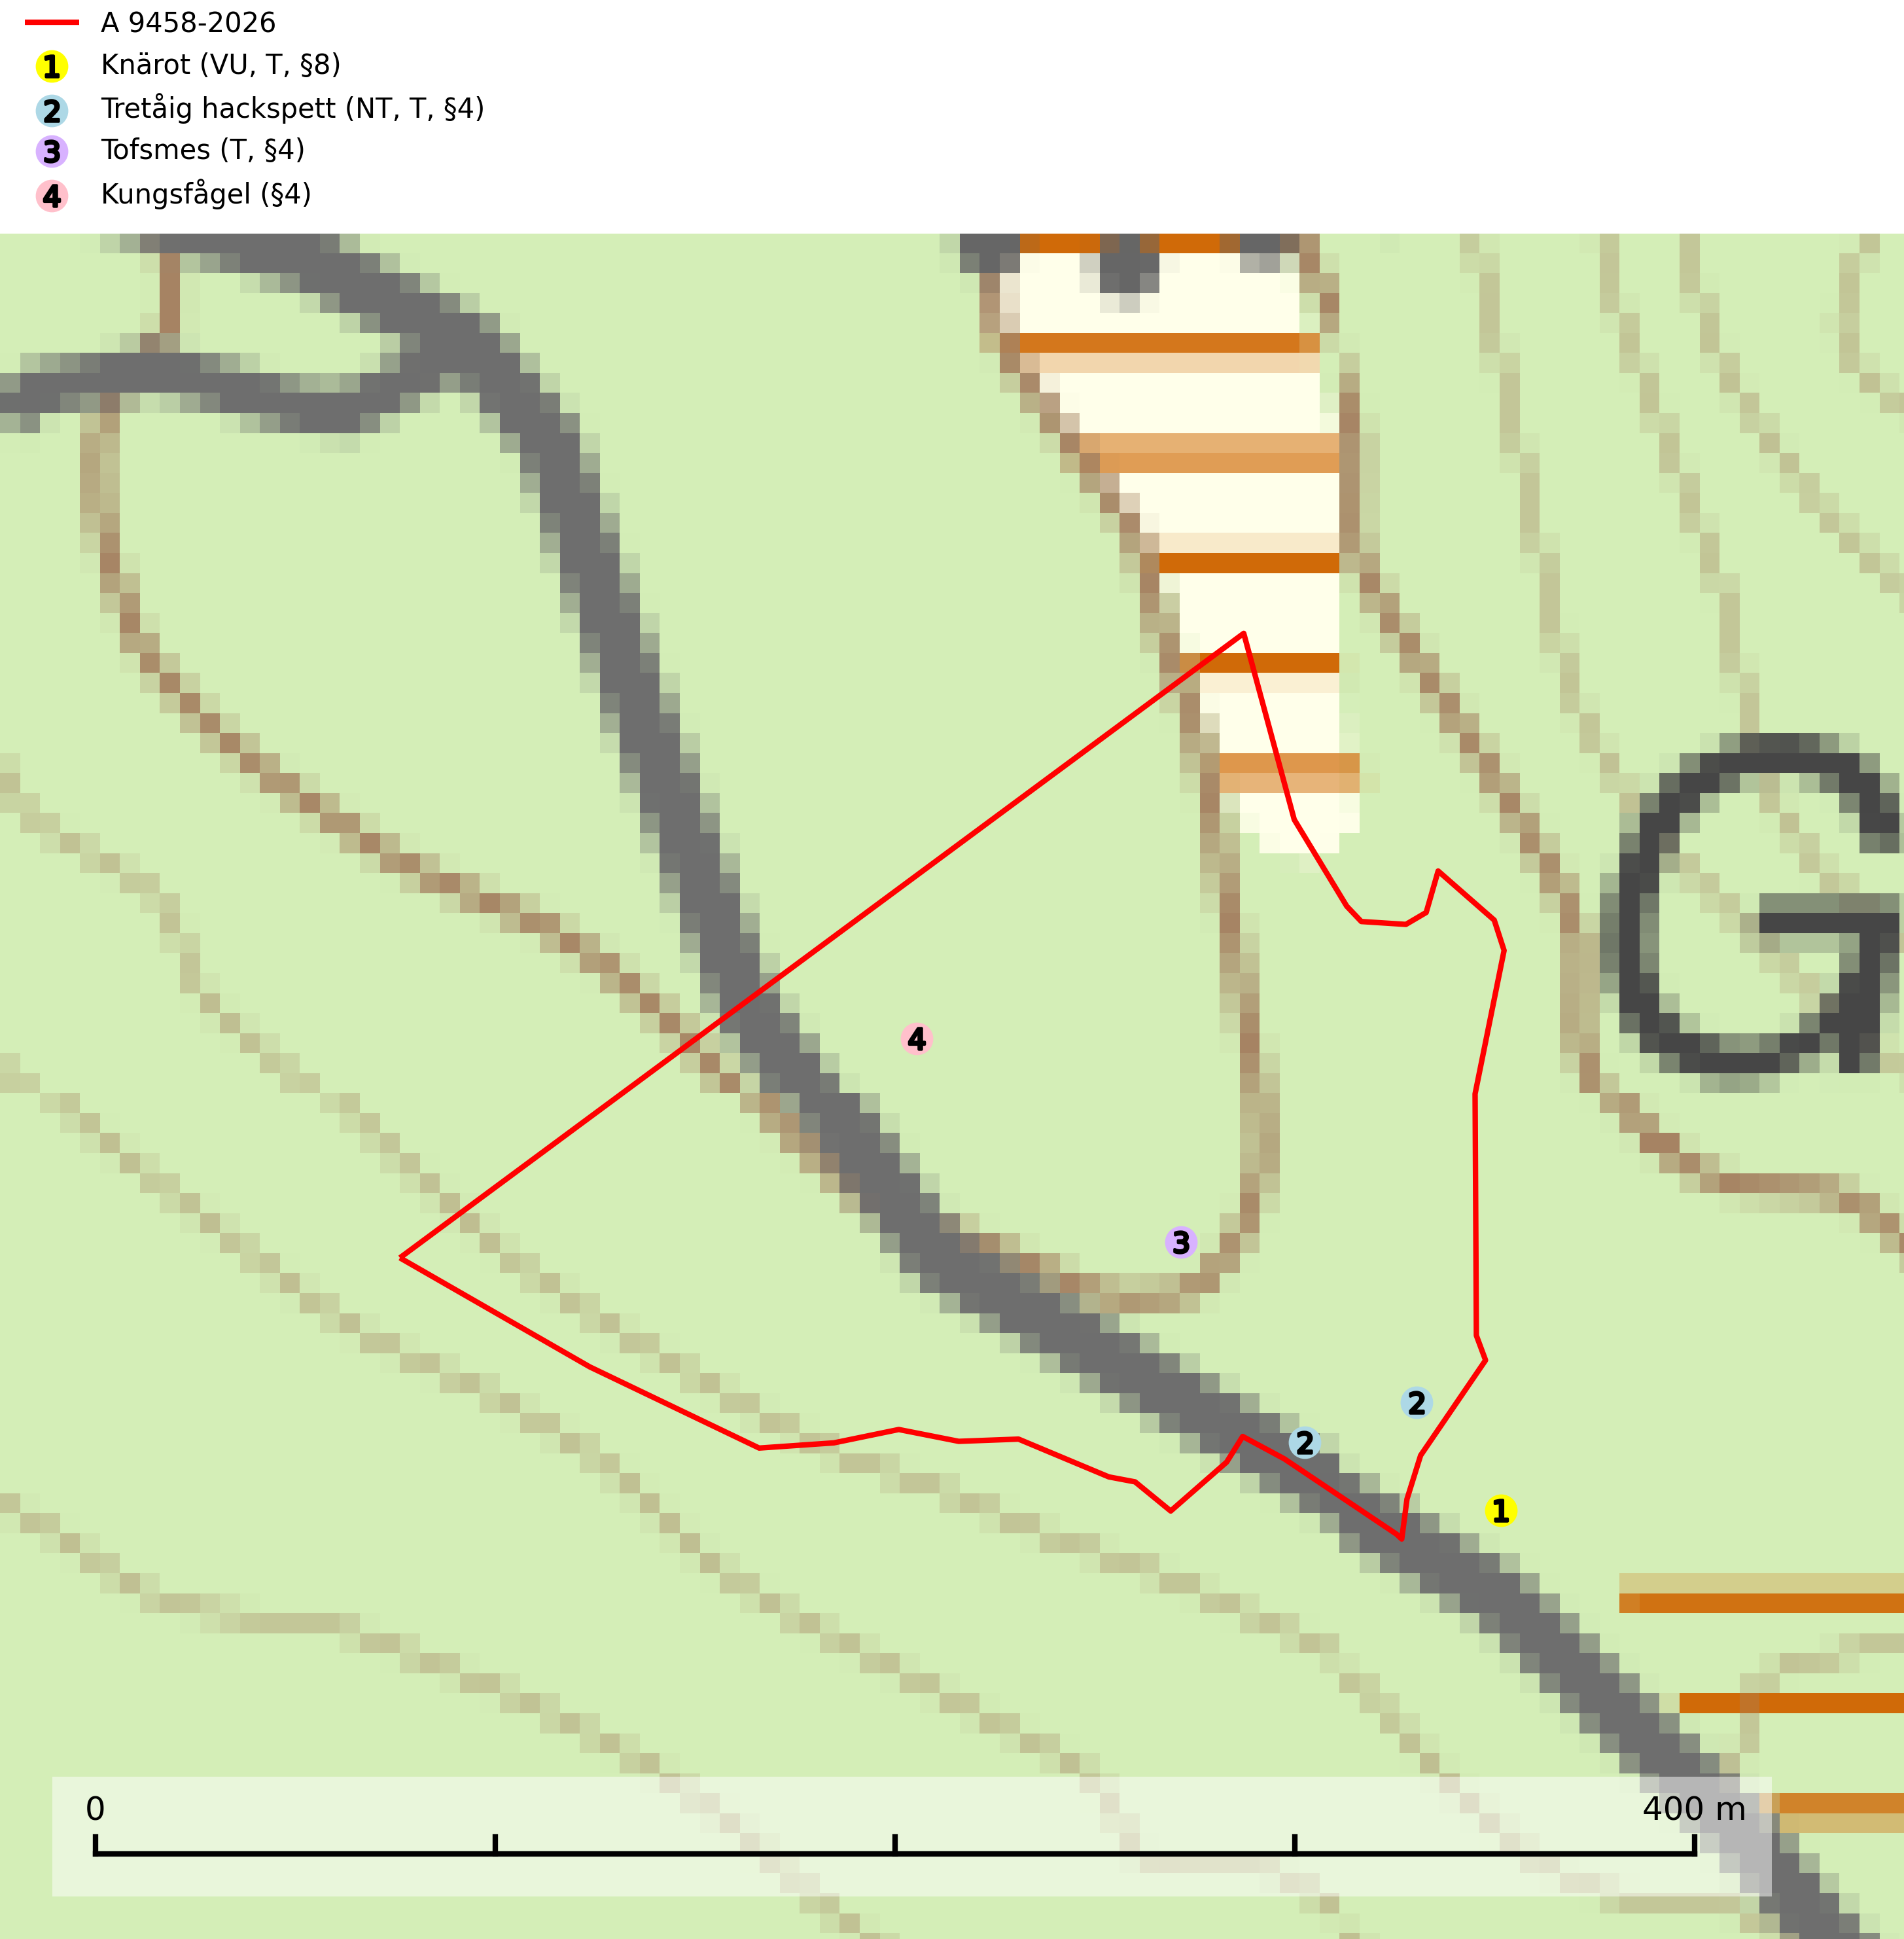 A 9458-2026
1 Knärot (VU, T, §8)
2 Tretåig hackspett (NT, T, §4)
3 Tofsmes (T, §4)
4 Kungsfågel (§4)
G
4
3
2
2
1
0 400 m